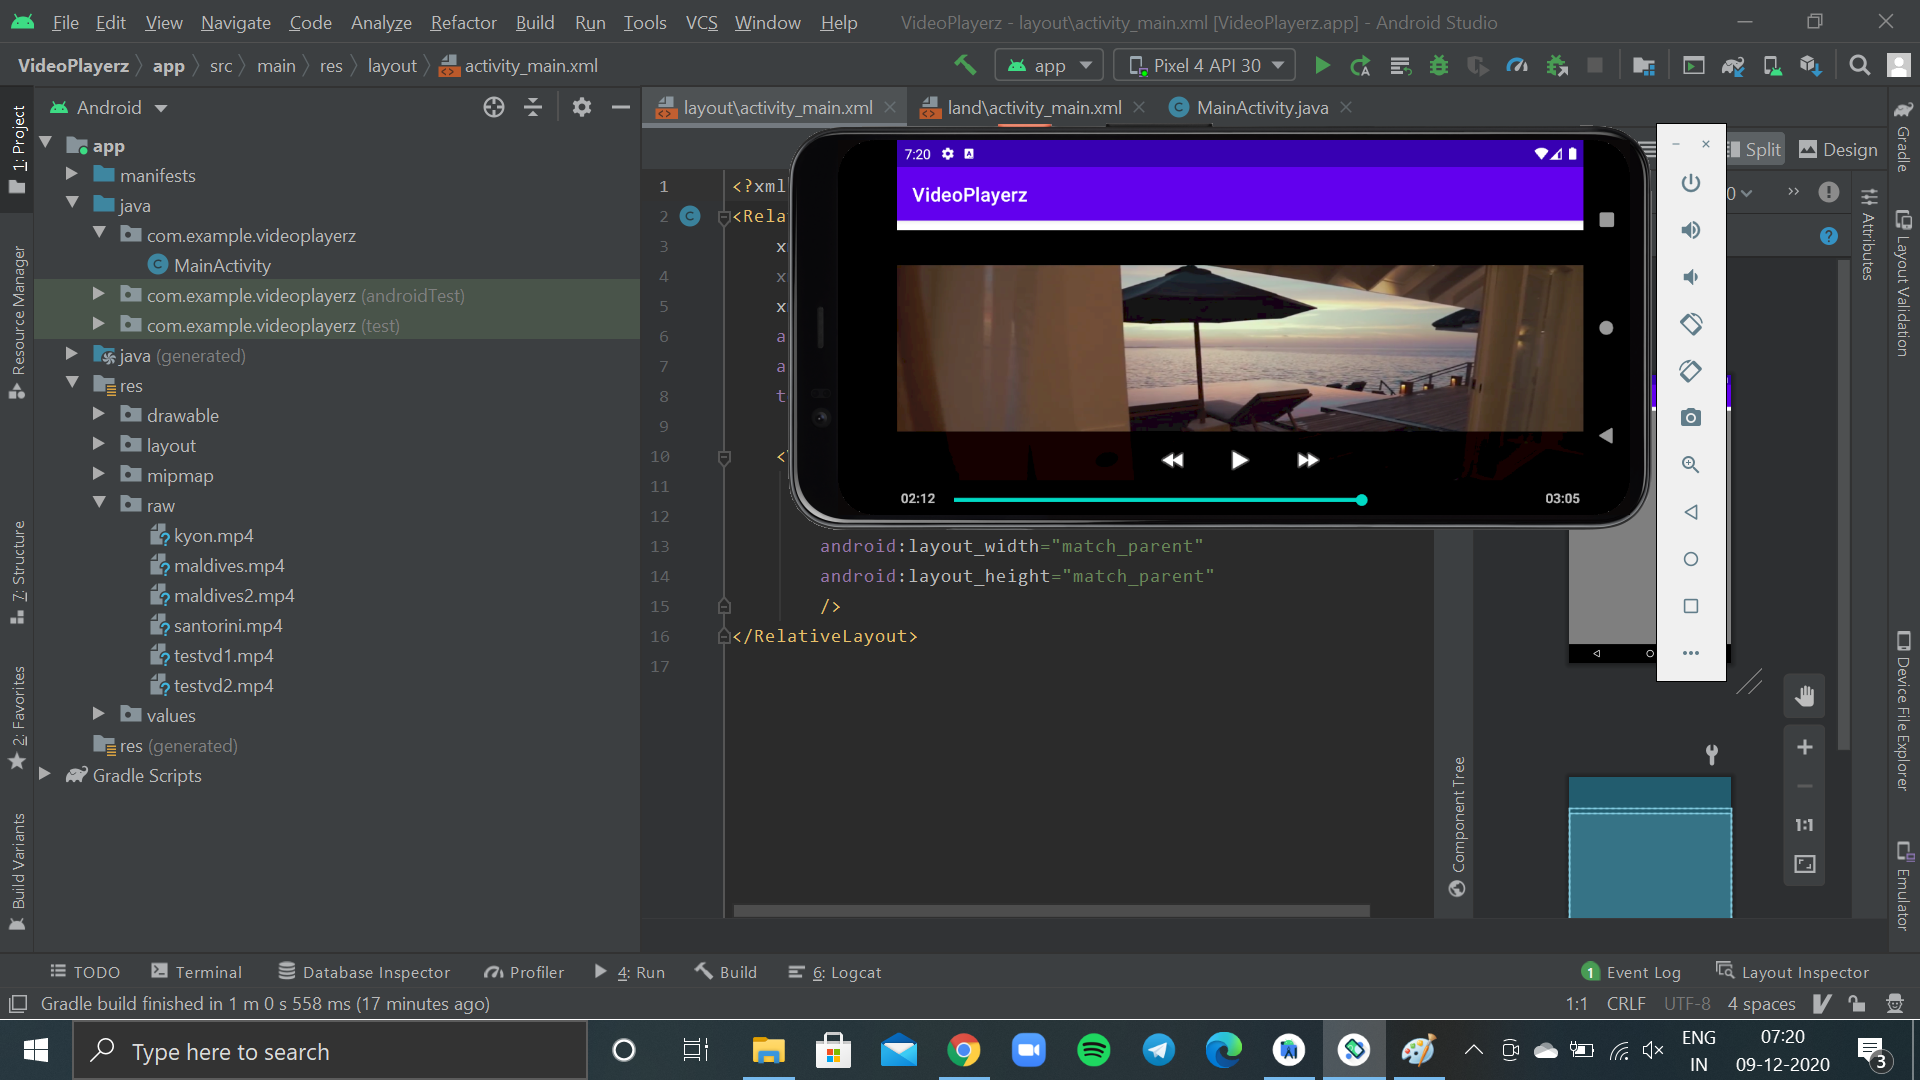 File Edit View Navigate Code Analyze Refactor Build Run Tools VCS Window Help VideoPlayerz - layout\activity_main.xml [VideoPlayerz.app] - Android Studio
VideoPlayerz app src main res layout activity_main.xml app Pixel 4 API 30
Android
layout\activity_main.xml land\activity_main.xml MainActivity.java
1: Project
Resource Manager
7: Structure
2: Favorites
Build Variants
app
manifests
java
com.example.videoplayerz
MainActivity
com.example.videoplayerz (androidTest)
com.example.videoplayerz (test)
java (generated)
res
drawable
layout
mipmap
raw
kyon.mp4
maldives.mp4
maldives2.mp4
santorini.mp4
testvd1.mp4
testvd2.mp4
values
res (generated)
Gradle Scripts
1 <?xml
2 <Rela
3 x
4 x
5 x
6 a
7 a
8 t
9
10 <
11
12
13 android:layout_width="match_parent"
14 android:layout_height="match_parent"
15 />
16 </RelativeLayout>
17
7:20
VideoPlayerz
02:12 03:05
Split Design
0
Component Tree
1:1
Gradle
Attributes
Layout Validation
Device File Explorer
Emulator
TODO Terminal Database Inspector Profiler 4: Run Build 6: Logcat 1 Event Log Layout Inspector
Gradle build finished in 1 m 0 s 558 ms (17 minutes ago) 1:1 CRLF UTF-8 4 spaces
Type here to search
ENG
IN
07:20
09-12-2020
3